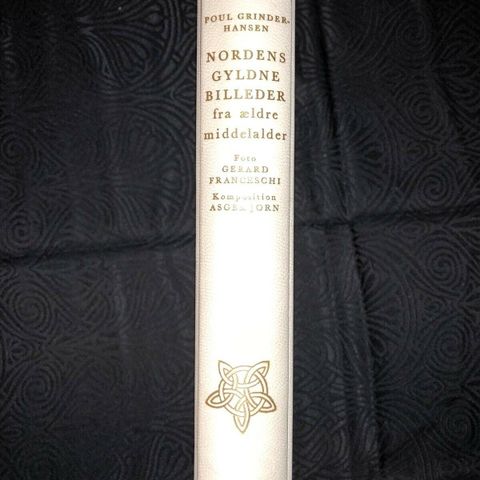 POUL GRINDER-
HANSEN
NORDENS
GYLDNE
BILLEDER
fra ældre
middelalder
Foto
GERARD
FRANCESCHI
Komposition
ASGER JORN